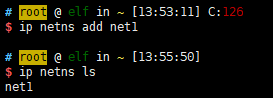 # root @ elf in ~ [13:53:11] C:126
$ ip netns add net1
# root @ elf in ~ [13:55:50]
$ ip netns ls
net1